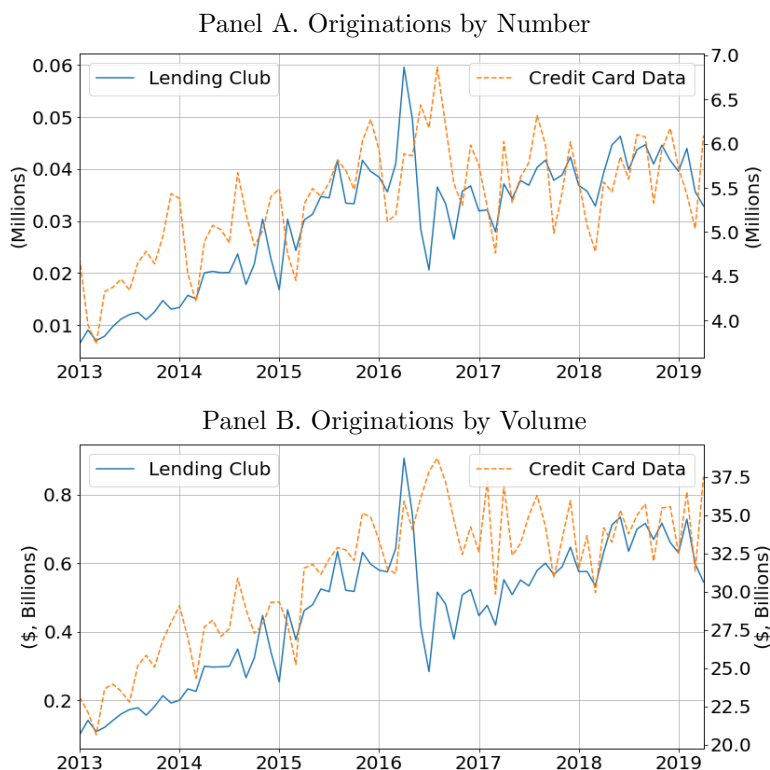 Panel A. Originations by Number
Lending Club
Credit Card Data
0.06
0.05
0.04
0.03
0.02
0.01
(Millions)
7.0
6.5
6.0
5.5
5.0
4.5
4.0
(Millions)
2013 2014 2015 2016 2017 2018 2019
Panel B. Originations by Volume
Lending Club
Credit Card Data
0.8
0.6
0.4
0.2
($, Billions)
37.5
35.0
32.5
30.0
27.5
25.0
22.5
20.0
($, Billions)
2013 2014 2015 2016 2017 2018 2019